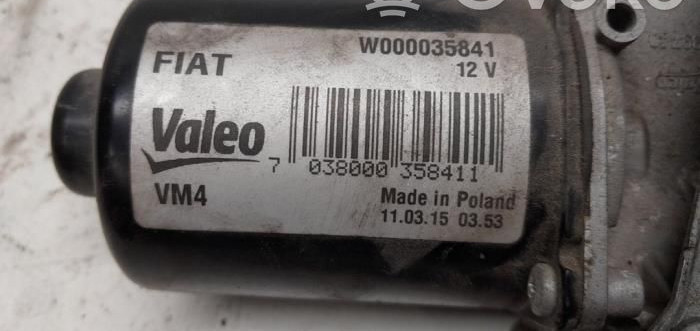 FIAT
W000035841
12 V
Valeo
7 038000 358411
VM4
Made in Poland
11.03.15 03.53